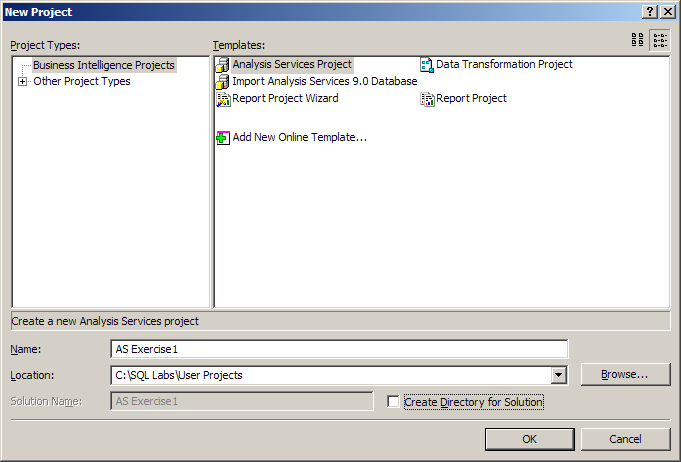 New Project
Project Types:
Templates:
Business Intelligence Projects
Other Project Types
Analysis Services Project
Data Transformation Project
Import Analysis Services 9.0 Database
Report Project Wizard
Report Project
Add New Online Template...
Create a new Analysis Services project
Name:
AS Exercise1
Location:
C:\SQL Labs\User Projects
Browse...
Solution Name:
AS Exercise1
Create Directory for Solution
OK
Cancel